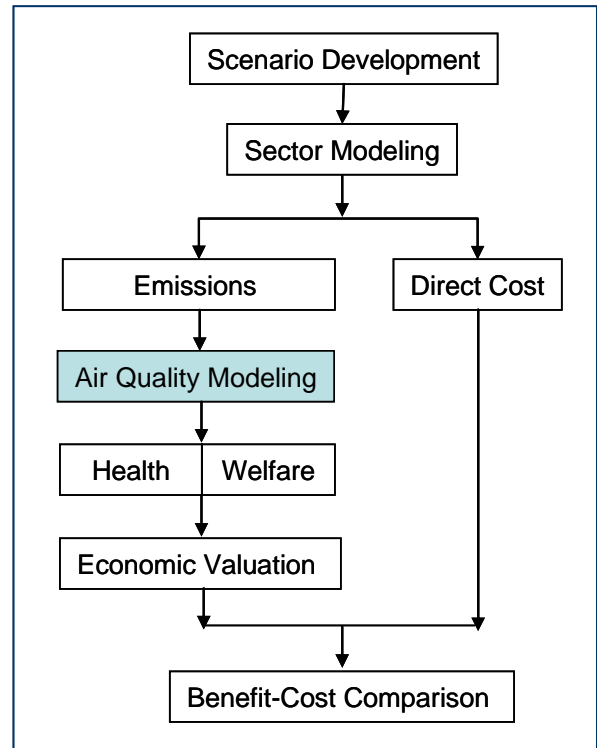 Scenario Development
Sector Modeling
Emissions
Direct Cost
Air Quality Modeling
Health
Welfare
Economic Valuation
Benefit-Cost Comparison